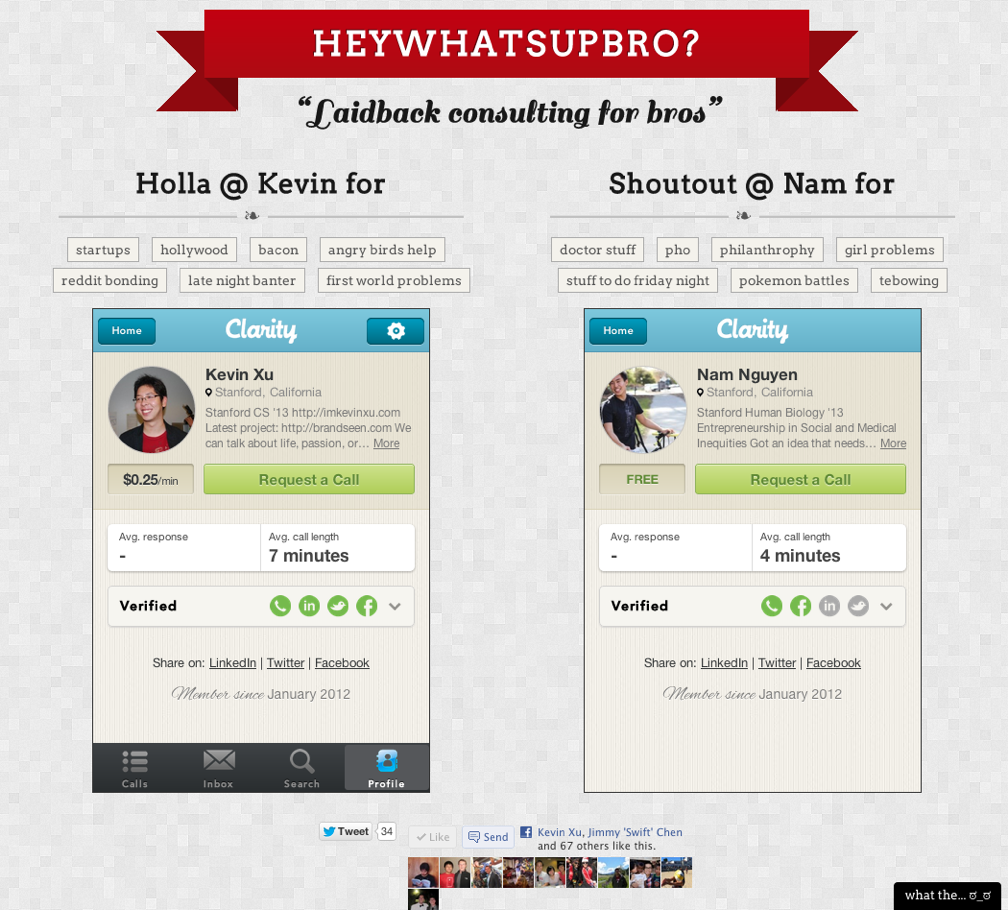 HEYWHATSUPBRO?
“Laidback consulting for bros”
Holla @ Kevin for
startups hollywood bacon angry birds help
reddit bonding late night banter first world problems
Home Clarity
Kevin Xu
Stanford, California
Stanford CS '13 http://imkevinxu.com
Latest project: http://brandseen.com We
can talk about life, passion, or... More
$0.25/min Request a Call
Avg. response Avg. call length
- 7 minutes
Verified
Share on: LinkedIn | Twitter | Facebook
Member since January 2012
Calls Inbox Search Profile
Shoutout @ Nam for
doctor stuff pho philanthrophy girl problems
stuff to do friday night pokemon battles tebowing
Home Clarity
Nam Nguyen
Stanford, California
Stanford Human Biology '13
Entrepreneurship in Social and Medical
Inequities Got an idea that needs... More
FREE Request a Call
Avg. response Avg. call length
- 4 minutes
Verified
Share on: LinkedIn | Twitter | Facebook
Member since January 2012
Tweet 34 Like Send Kevin Xu, Jimmy 'Swift' Chen
and 67 others like this.
what the... ಠ_ಠ